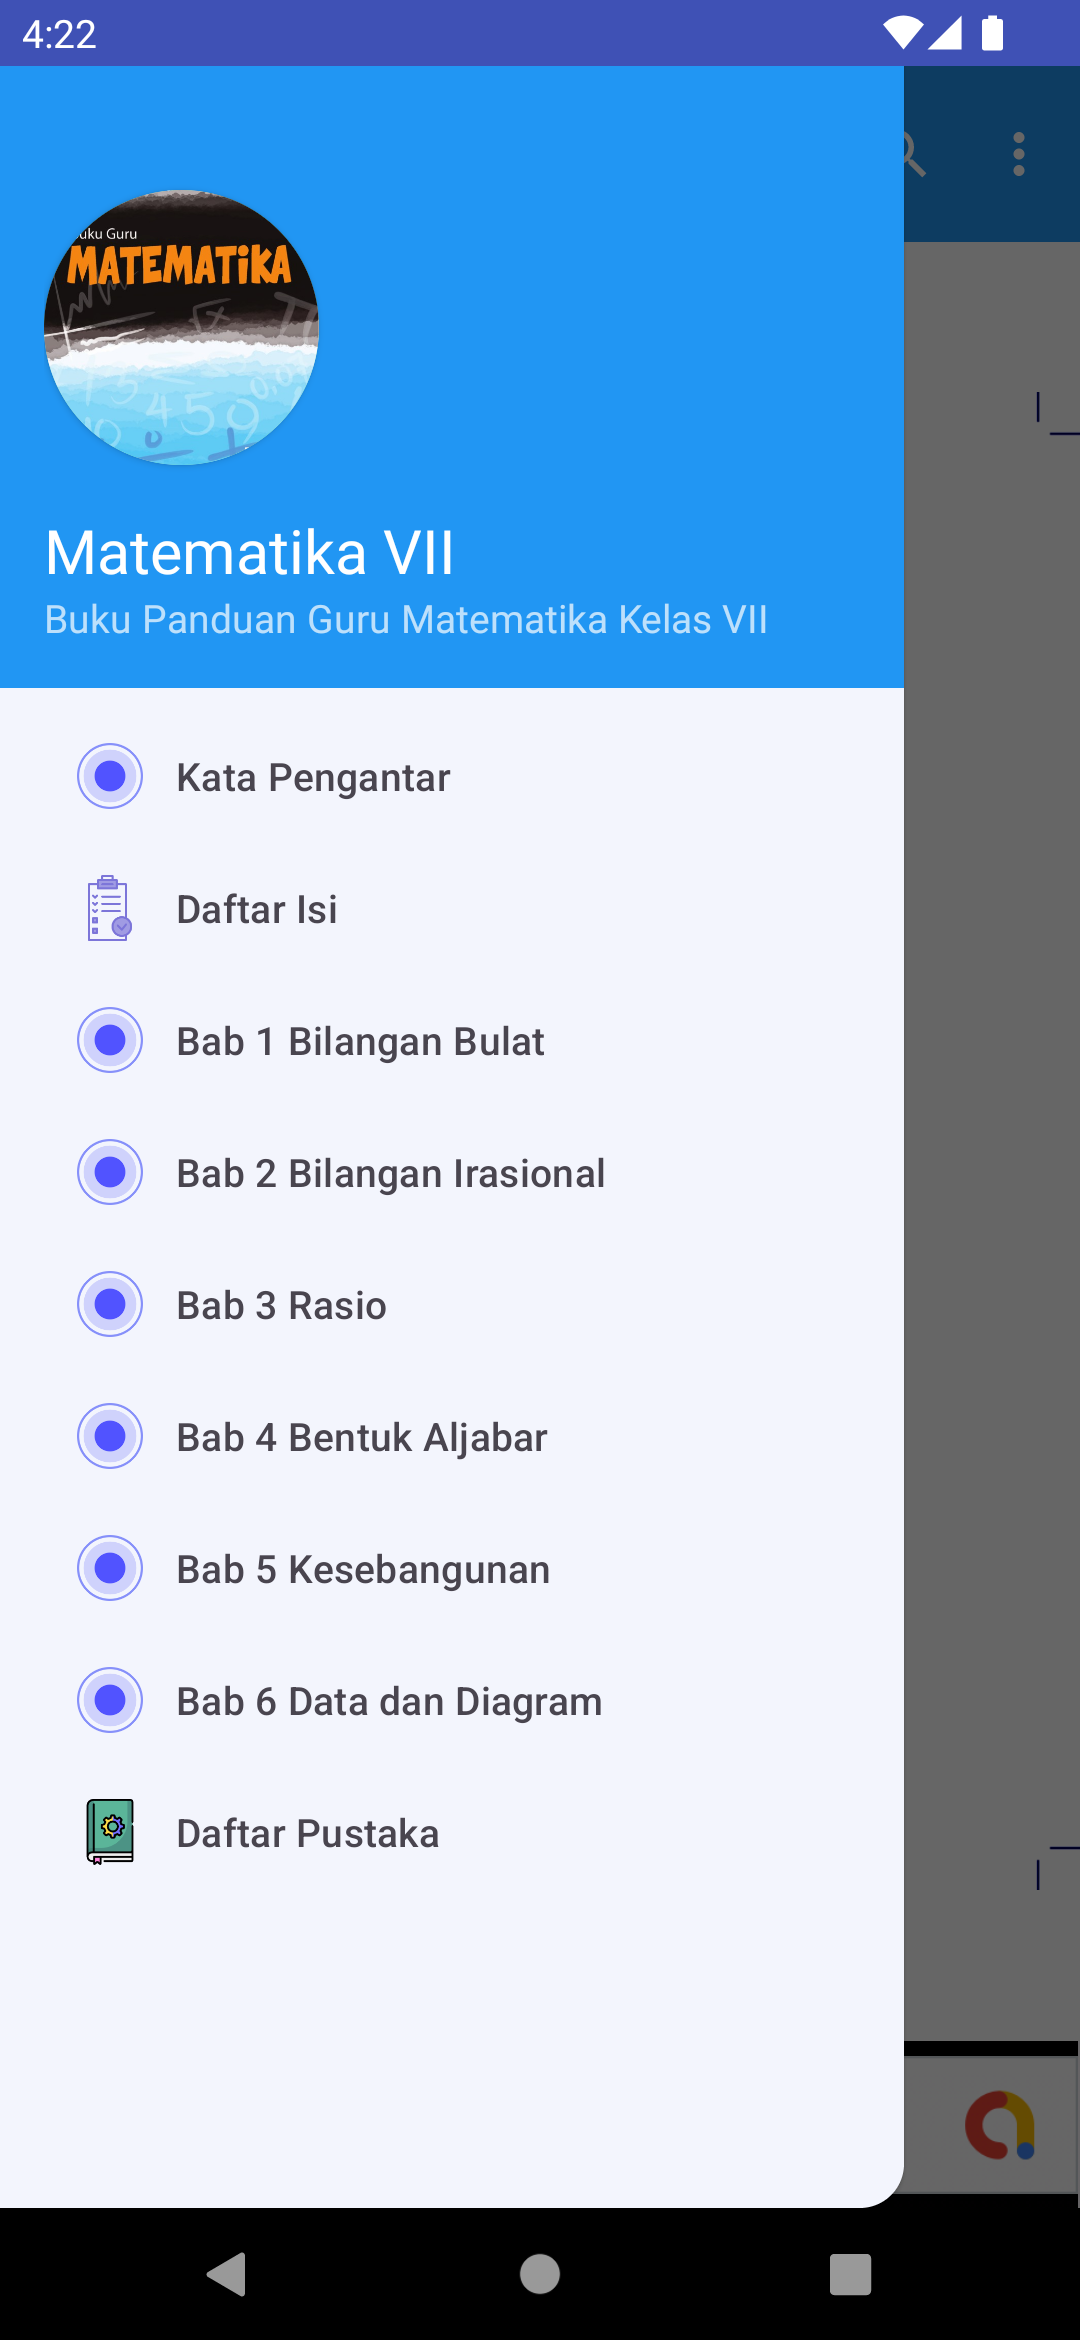 4:22
uku Guru
MATEMATiKA
Matematika VII
Buku Panduan Guru Matematika Kelas VII
Kata Pengantar
Daftar Isi
Bab 1 Bilangan Bulat
Bab 2 Bilangan Irasional
Bab 3 Rasio
Bab 4 Bentuk Aljabar
Bab 5 Kesebangunan
Bab 6 Data dan Diagram
Daftar Pustaka